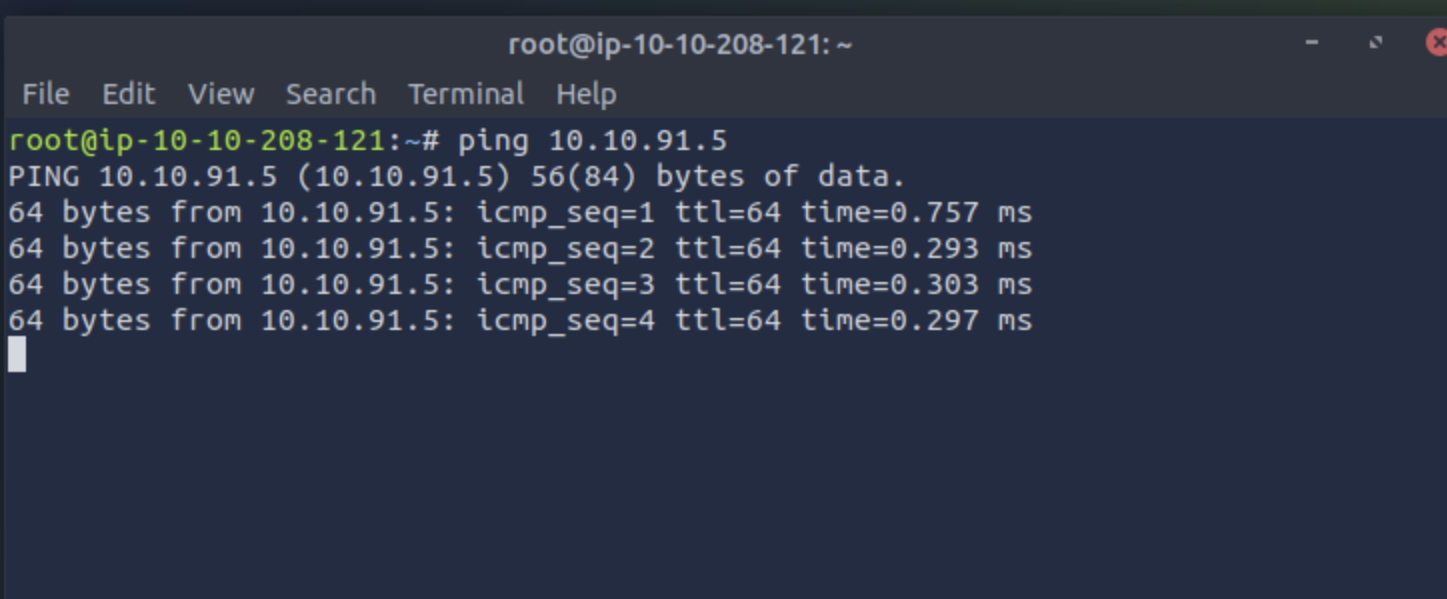 root@ip-10-10-208-121: ~
File Edit View Search Terminal Help
root@ip-10-10-208-121:~# ping 10.10.91.5
PING 10.10.91.5 (10.10.91.5) 56(84) bytes of data.
64 bytes from 10.10.91.5: icmp_seq=1 ttl=64 time=0.757 ms
64 bytes from 10.10.91.5: icmp_seq=2 ttl=64 time=0.293 ms
64 bytes from 10.10.91.5: icmp_seq=3 ttl=64 time=0.303 ms
64 bytes from 10.10.91.5: icmp_seq=4 ttl=64 time=0.297 ms